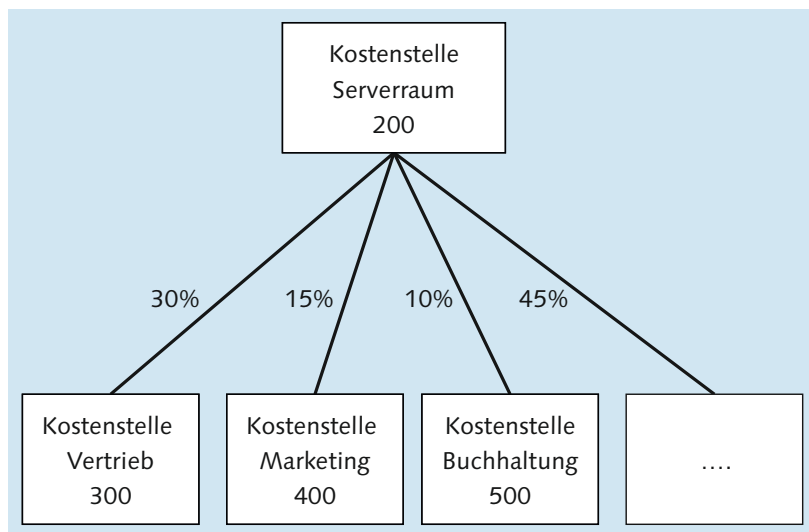 Kostenstelle
Serverraum
200
30%
15%
10%
45%
Kostenstelle
Vertrieb
300
Kostenstelle
Marketing
400
Kostenstelle
Buchhaltung
500
....